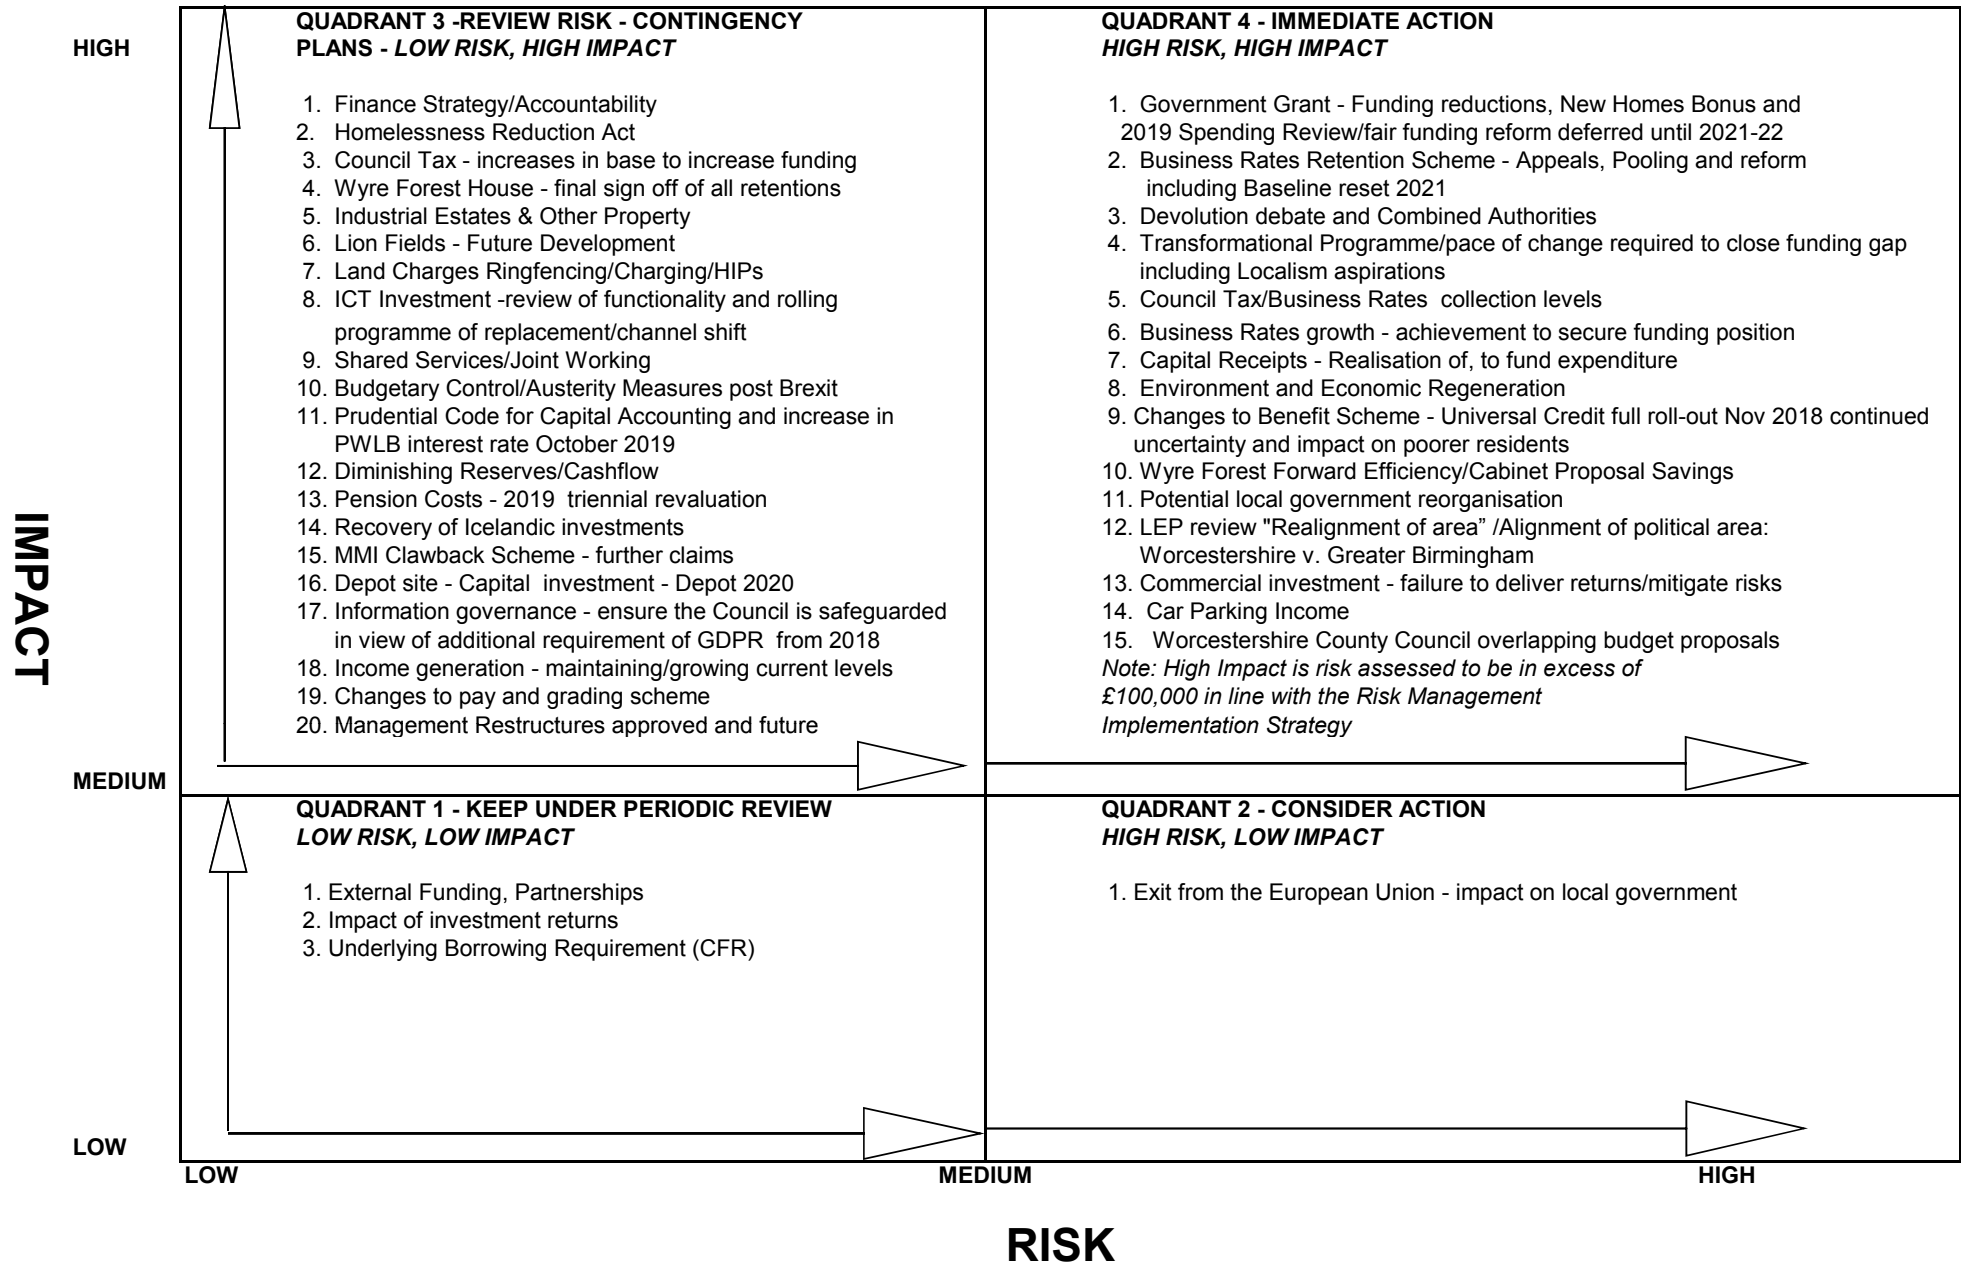 HIGH
QUADRANT 3 -REVIEW RISK - CONTINGENCY
PLANS - LOW RISK, HIGH IMPACT
1. Finance Strategy/Accountability
2. Homelessness Reduction Act
3. Council Tax - increases in base to increase funding
4. Wyre Forest House - final sign off of all retentions
5. Industrial Estates & Other Property
6. Lion Fields - Future Development
7. Land Charges Ringfencing/Charging/HIPs
8. ICT Investment -review of functionality and rolling
programme of replacement/channel shift
9. Shared Services/Joint Working
10. Budgetary Control/Austerity Measures post Brexit
11. Prudential Code for Capital Accounting and increase in
PWLB interest rate October 2019
12. Diminishing Reserves/Cashflow
13. Pension Costs - 2019 triennial revaluation
14. Recovery of Icelandic investments
15. MMI Clawback Scheme - further claims
16. Depot site - Capital investment - Depot 2020
17. Information governance - ensure the Council is safeguarded
in view of additional requirement of GDPR from 2018
18. Income generation - maintaining/growing current levels
19. Changes to pay and grading scheme
20. Management Restructures approved and future
QUADRANT 4 - IMMEDIATE ACTION
HIGH RISK, HIGH IMPACT
1. Government Grant - Funding reductions, New Homes Bonus and
2019 Spending Review/fair funding reform deferred until 2021-22
2. Business Rates Retention Scheme - Appeals, Pooling and reform
including Baseline reset 2021
3. Devolution debate and Combined Authorities
4. Transformational Programme/pace of change required to close funding gap
including Localism aspirations
5. Council Tax/Business Rates collection levels
6. Business Rates growth - achievement to secure funding position
7. Capital Receipts - Realisation of, to fund expenditure
8. Environment and Economic Regeneration
9. Changes to Benefit Scheme - Universal Credit full roll-out Nov 2018 continued
uncertainty and impact on poorer residents
10. Wyre Forest Forward Efficiency/Cabinet Proposal Savings
11. Potential local government reorganisation
12. LEP review "Realignment of area” /Alignment of political area:
Worcestershire v. Greater Birmingham
13. Commercial investment - failure to deliver returns/mitigate risks
14. Car Parking Income
15. Worcestershire County Council overlapping budget proposals
Note: High Impact is risk assessed to be in excess of
£100,000 in line with the Risk Management
Implementation Strategy
IMPACT
MEDIUM
QUADRANT 1 - KEEP UNDER PERIODIC REVIEW
LOW RISK, LOW IMPACT
1. External Funding, Partnerships
2. Impact of investment returns
3. Underlying Borrowing Requirement (CFR)
QUADRANT 2 - CONSIDER ACTION
HIGH RISK, LOW IMPACT
1. Exit from the European Union - impact on local government
LOW
LOW
MEDIUM
HIGH
RISK